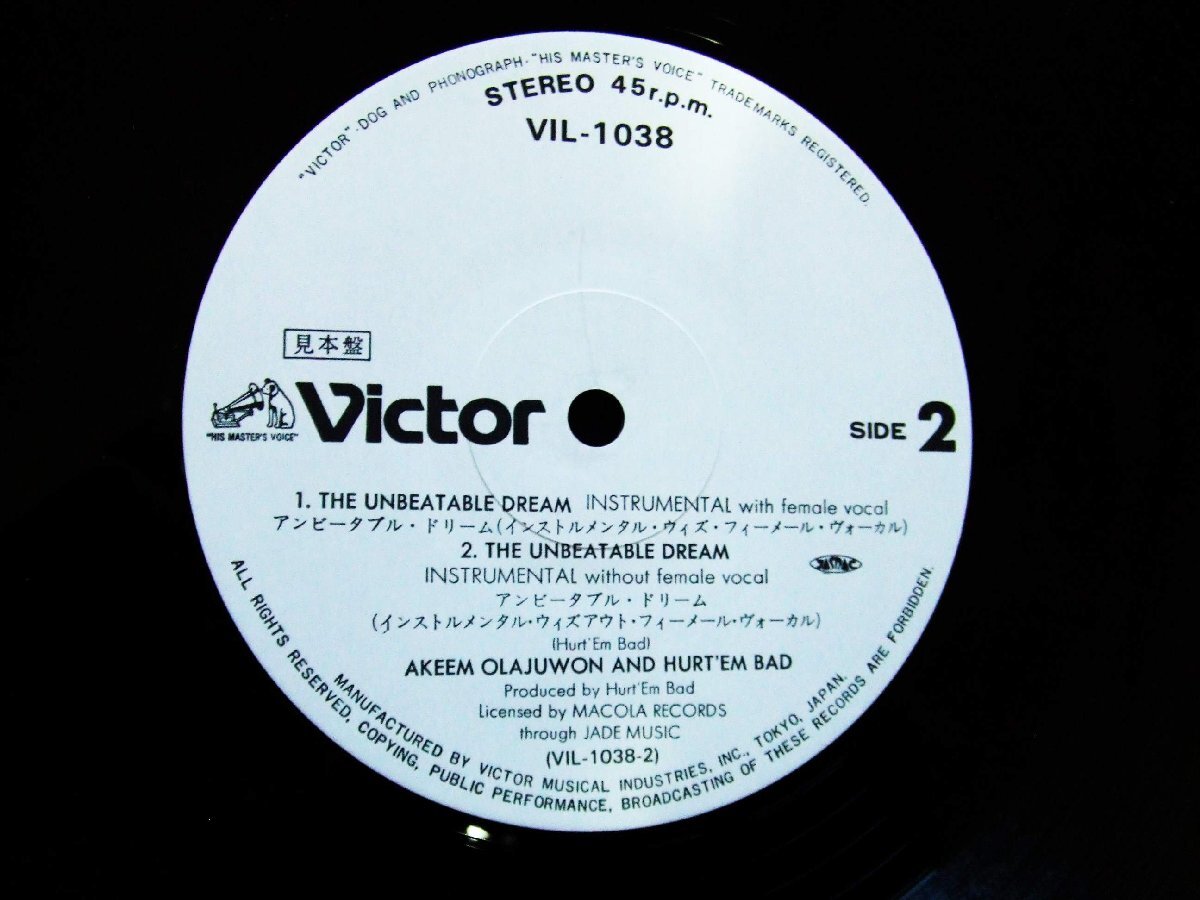 "VICTOR"-DOG AND PHONOGRAPH-"HIS MASTER'S VOICE" TRADEMARKS REGISTERED.
STEREO 45r.p.m.
VIL-1038
見本盤
"HIS MASTER'S VOICE"
Victor
SIDE 2
1. THE UNBEATABLE DREAM INSTRUMENTAL with female vocal
アンビータブル・ドリーム(インストルメンタル・ウィズ・フィーメール・ヴォーカル)
2. THE UNBEATABLE DREAM
INSTRUMENTAL without female vocal
JASRAC
アンビータブル・ドリーム
(インストルメンタル・ウィズアウト・フィーメール・ヴォーカル)
(Hurt'Em Bad)
AKEEM OLAJUWON AND HURT'EM BAD
Produced by Hurt'Em Bad
Licensed by MACOLA RECORDS
through JADE MUSIC
(VIL-1038-2)
MANUFACTURED BY VICTOR MUSICAL INDUSTRIES, INC., TOKYO, JAPAN.
ALL RIGHTS RESERVED. COPYING, PUBLIC PERFORMANCE, BROADCASTING OF THESE RECORDS ARE FORBIDDEN.